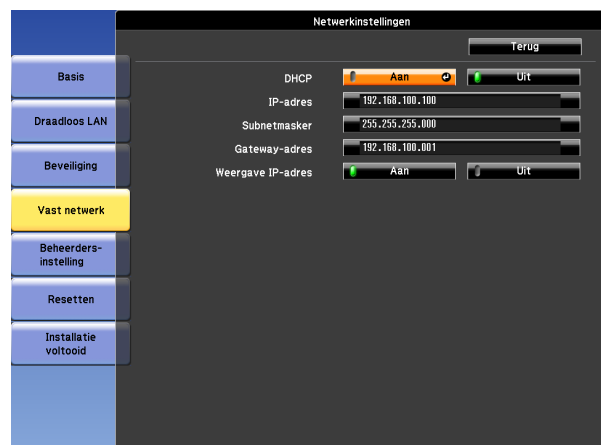 Netwerkinstellingen
Terug
Basis
Draadloos LAN
Beveiliging
Vast netwerk
Beheerders-
instelling
Resetten
Installatie
voltooid
DHCP Aan Uit
IP-adres 192.168.100.100
Subnetmasker 255.255.255.000
Gateway-adres 192.168.100.001
Weergave IP-adres Aan Uit